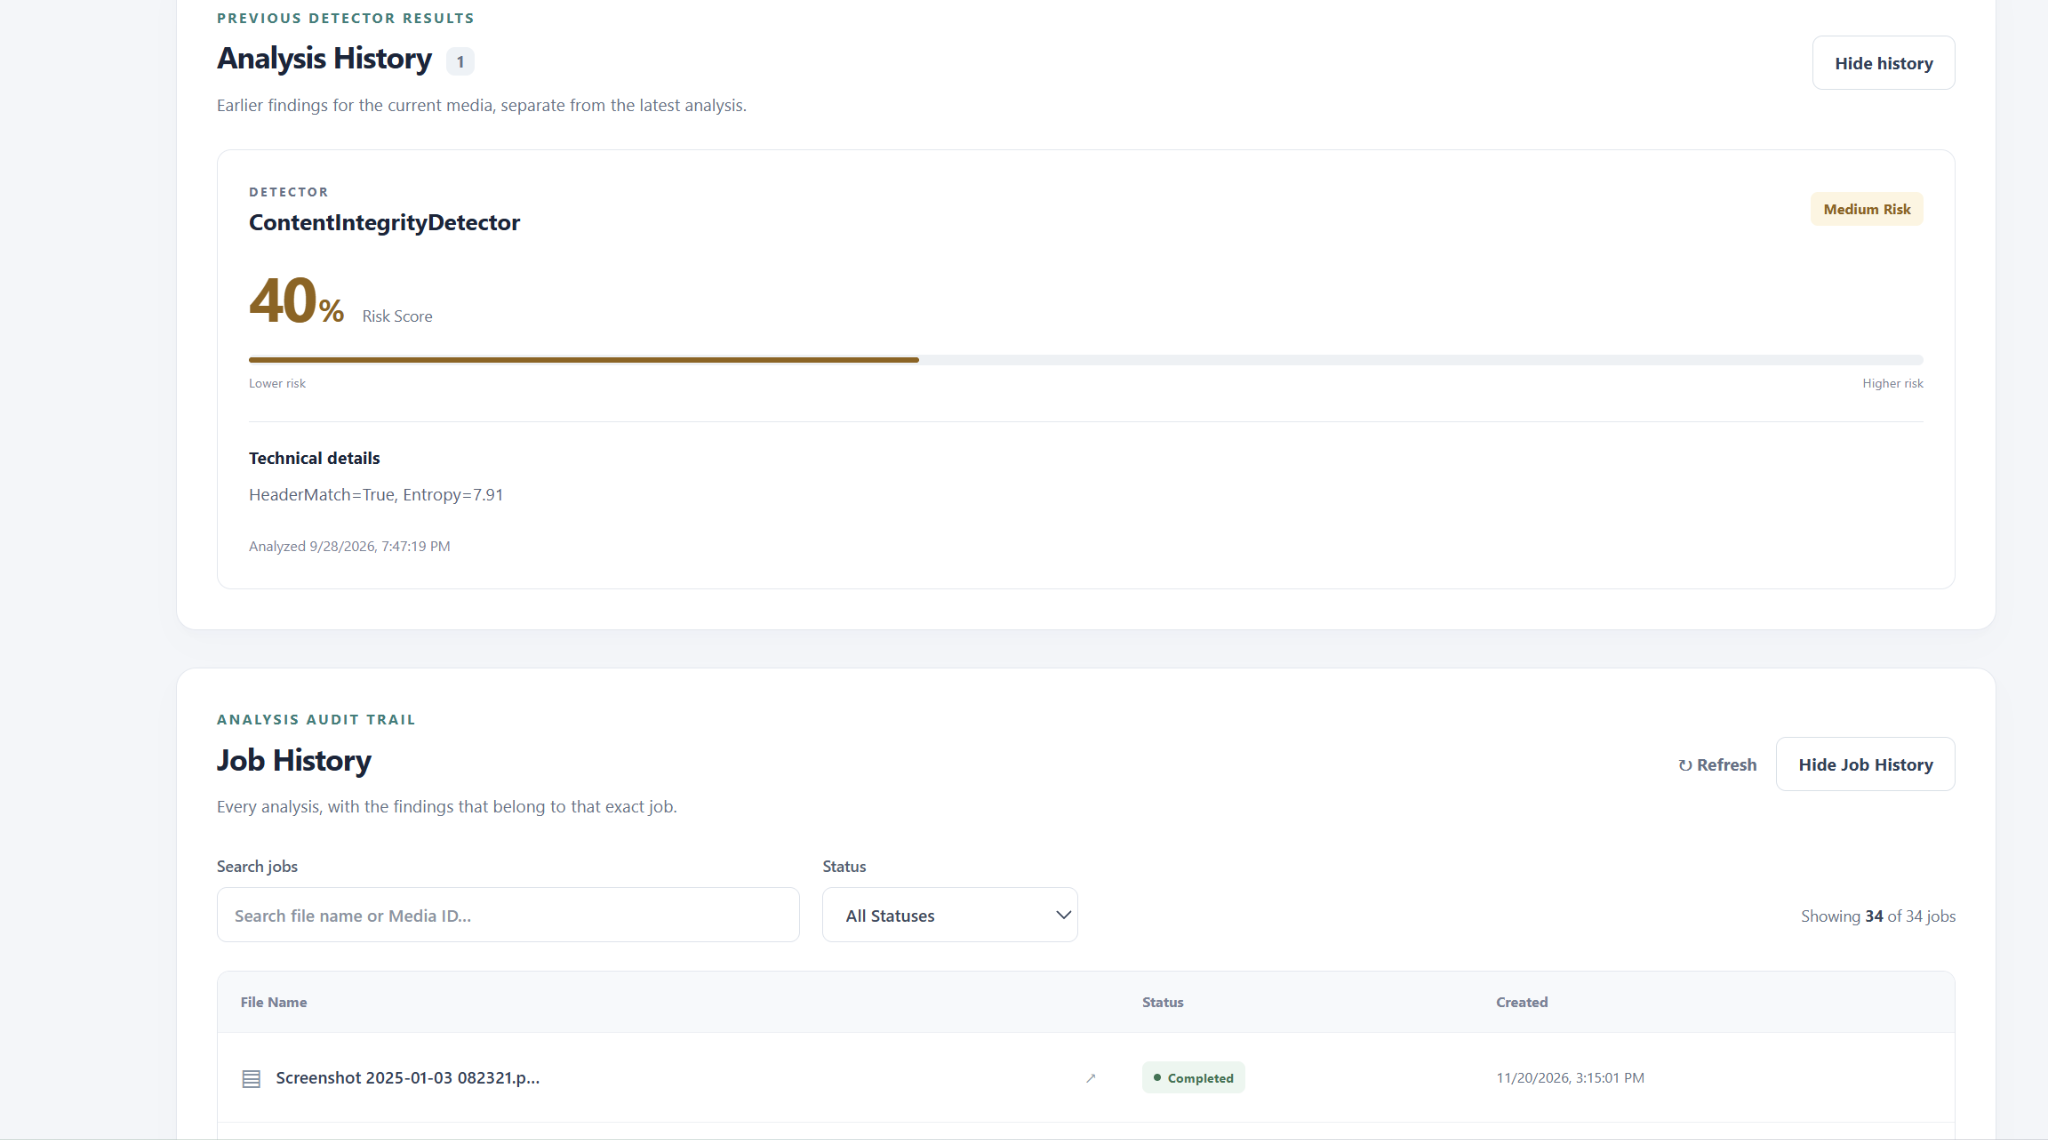 PREVIOUS DETECTOR RESULTS
Analysis History 1
Hide history
Earlier findings for the current media, separate from the latest analysis.
DETECTOR
ContentIntegrityDetector
Medium Risk
40% Risk Score
Lower risk
Higher risk
Technical details
HeaderMatch=True, Entropy=7.91
Analyzed 9/28/2026, 7:47:19 PM
ANALYSIS AUDIT TRAIL
Job History
↻ Refresh
Hide Job History
Every analysis, with the findings that belong to that exact job.
Search jobs
Status
Search file name or Media ID...
All Statuses
Showing 34 of 34 jobs
File Name
Status
Created
Screenshot 2025-01-03 082321.p...
↗
Completed
11/20/2026, 3:15:01 PM